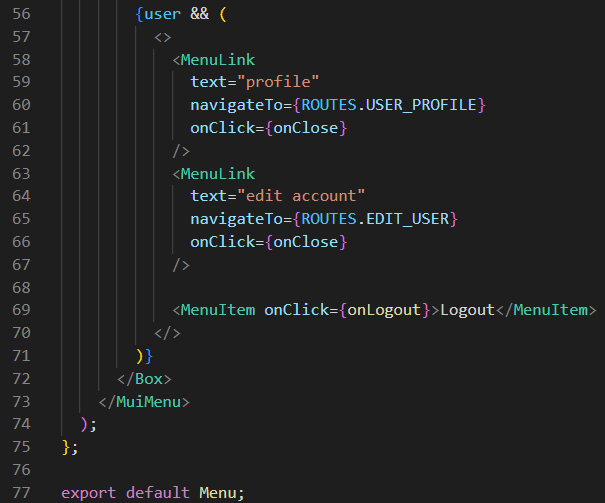 56 {user && (
57 <>
58 <MenuLink
59 text="profile"
60 navigateTo={ROUTES.USER_PROFILE}
61 onClick={onClose}
62 />
63 <MenuLink
64 text="edit account"
65 navigateTo={ROUTES.EDIT_USER}
66 onClick={onClose}
67 />
68
69 <MenuItem onClick={onLogout}>Logout</MenuItem>
70 </>
71 )}
72 </Box>
73 </MuiMenu>
74 );
75 };
76
77 export default Menu;